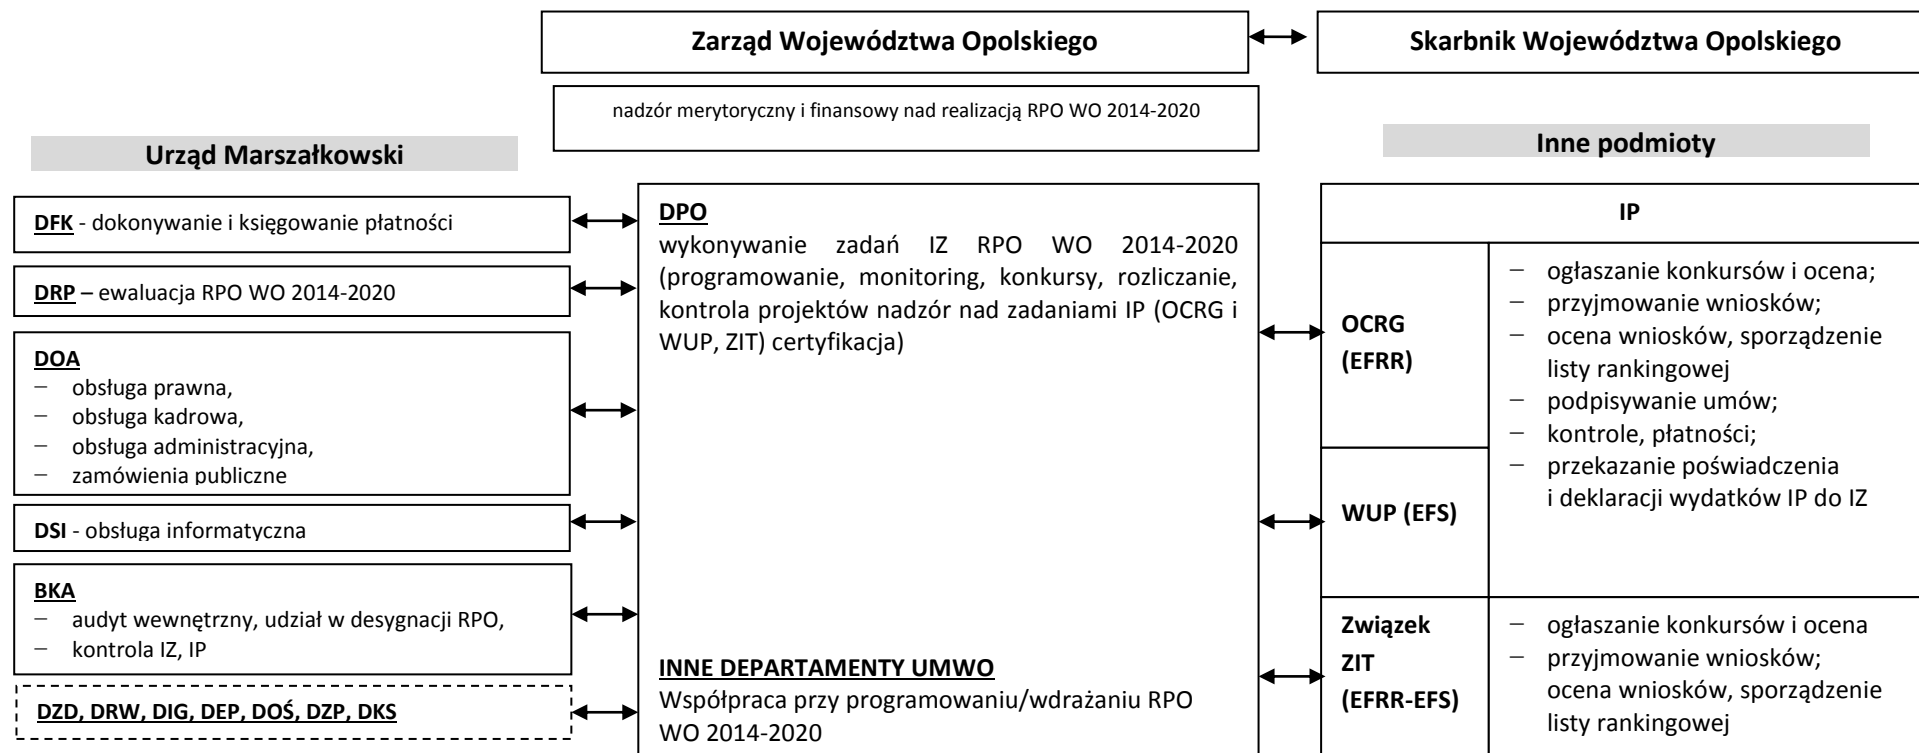 Zarząd Województwa Opolskiego
Skarbnik Województwa Opolskiego
nadzór merytoryczny i finansowy nad realizacją RPO WO 2014-2020
Urząd Marszałkowski
Inne podmioty
DFK - dokonywanie i księgowanie płatności
DRP – ewaluacja RPO WO 2014-2020
DOA
– obsługa prawna,
– obsługa kadrowa,
– obsługa administracyjna,
– zamówienia publiczne
DSI - obsługa informatyczna
BKA
– audyt wewnętrzny, udział w desygnacji RPO,
– kontrola IZ, IP
DZD, DRW, DIG, DEP, DOŚ, DZP, DKS
DPO
wykonywanie zadań IZ RPO WO 2014-2020
(programowanie, monitoring, konkursy, rozliczanie,
kontrola projektów nadzór nad zadaniami IP (OCRG i
WUP, ZIT) certyfikacja)
INNE DEPARTAMENTY UMWO
Współpraca przy programowaniu/wdrażaniu RPO
WO 2014-2020
IP
OCRG
(EFRR)
WUP (EFS)
– ogłaszanie konkursów i ocena;
– przyjmowanie wniosków;
– ocena wniosków, sporządzenie
listy rankingowej
– podpisywanie umów;
– kontrole, płatności;
– przekazanie poświadczenia
i deklaracji wydatków IP do IZ
Związek
ZIT
(EFRR-EFS)
– ogłaszanie konkursów i ocena
– przyjmowanie wniosków;
ocena wniosków, sporządzenie
listy rankingowej